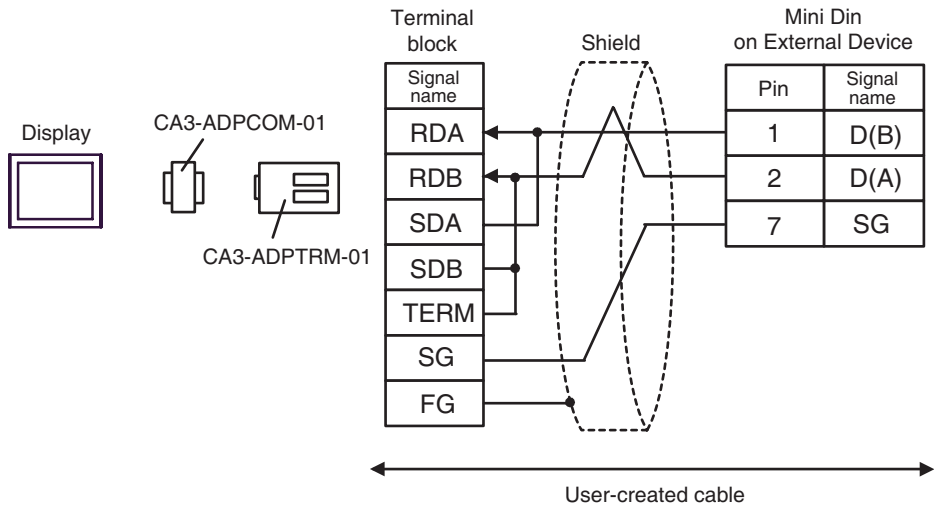 Terminal
block
Shield
Mini Din
on External Device
Display
CA3-ADPCOM-01
CA3-ADPTRM-01
Signal
name
RDA
RDB
SDA
SDB
TERM
SG
FG
Pin
Signal
name
1
D(B)
2
D(A)
7
SG
User-created cable